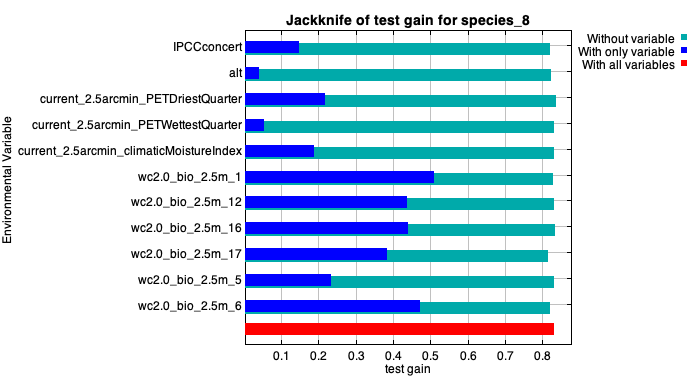 Jackknife of test gain for species_8
Without variable
With only variable
With all variables
Environmental Variable
IPCCconcert
alt
current_2.5arcmin_PETDriestQuarter
current_2.5arcmin_PETWettestQuarter
current_2.5arcmin_climaticMoistureIndex
wc2.0_bio_2.5m_1
wc2.0_bio_2.5m_12
wc2.0_bio_2.5m_16
wc2.0_bio_2.5m_17
wc2.0_bio_2.5m_5
wc2.0_bio_2.5m_6
0.1 0.2 0.3 0.4 0.5 0.6 0.7 0.8
test gain